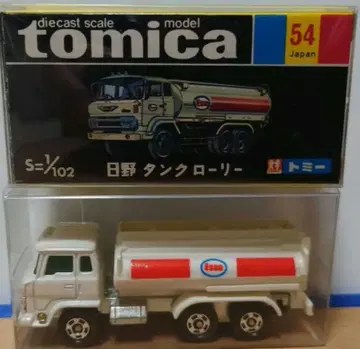 diecast scale model
tomica
54
Japan
Esso
S=1/102
日野 タンクローリー
トミー
Esso